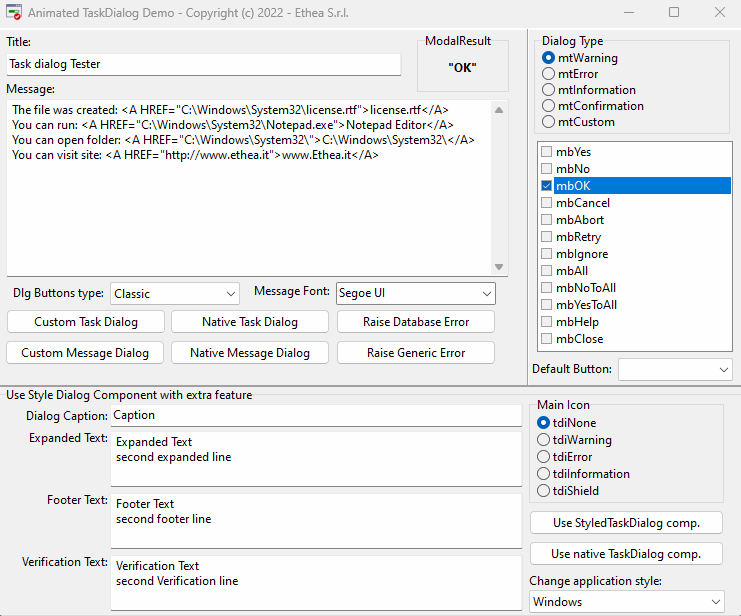 Animated TaskDialog Demo - Copyright (c) 2022 - Ethea S.r.l.
Title:
Task dialog Tester
ModalResult
"OK"
Message:
The file was created: <A HREF="C:\Windows\System32\license.rtf">license.rtf</A>
You can run: <A HREF="C:\Windows\System32\Notepad.exe">Notepad Editor</A>
You can open folder: <A HREF="C:\Windows\System32\">C:\Windows\System32\</A>
You can visit site: <A HREF="http://www.ethea.it">www.Ethea.it</A>
Dlg Buttons type:
Classic
Message Font:
Segoe UI
Custom Task Dialog
Native Task Dialog
Raise Database Error
Custom Message Dialog
Native Message Dialog
Raise Generic Error
Dialog Type
mtWarning
mtError
mtInformation
mtConfirmation
mtCustom
mbYes
mbNo
mbOK
mbCancel
mbAbort
mbRetry
mbIgnore
mbAll
mbNoToAll
mbYesToAll
mbHelp
mbClose
Default Button:
Use Style Dialog Component with extra feature
Dialog Caption:
Caption
Expanded Text:
Expanded Text
second expanded line
Footer Text:
Footer Text
second footer line
Verification Text:
Verification Text
second Verification line
Main Icon
tdiNone
tdiWarning
tdiError
tdiInformation
tdiShield
Use StyledTaskDialog comp.
Use native TaskDialog comp.
Change application style:
Windows